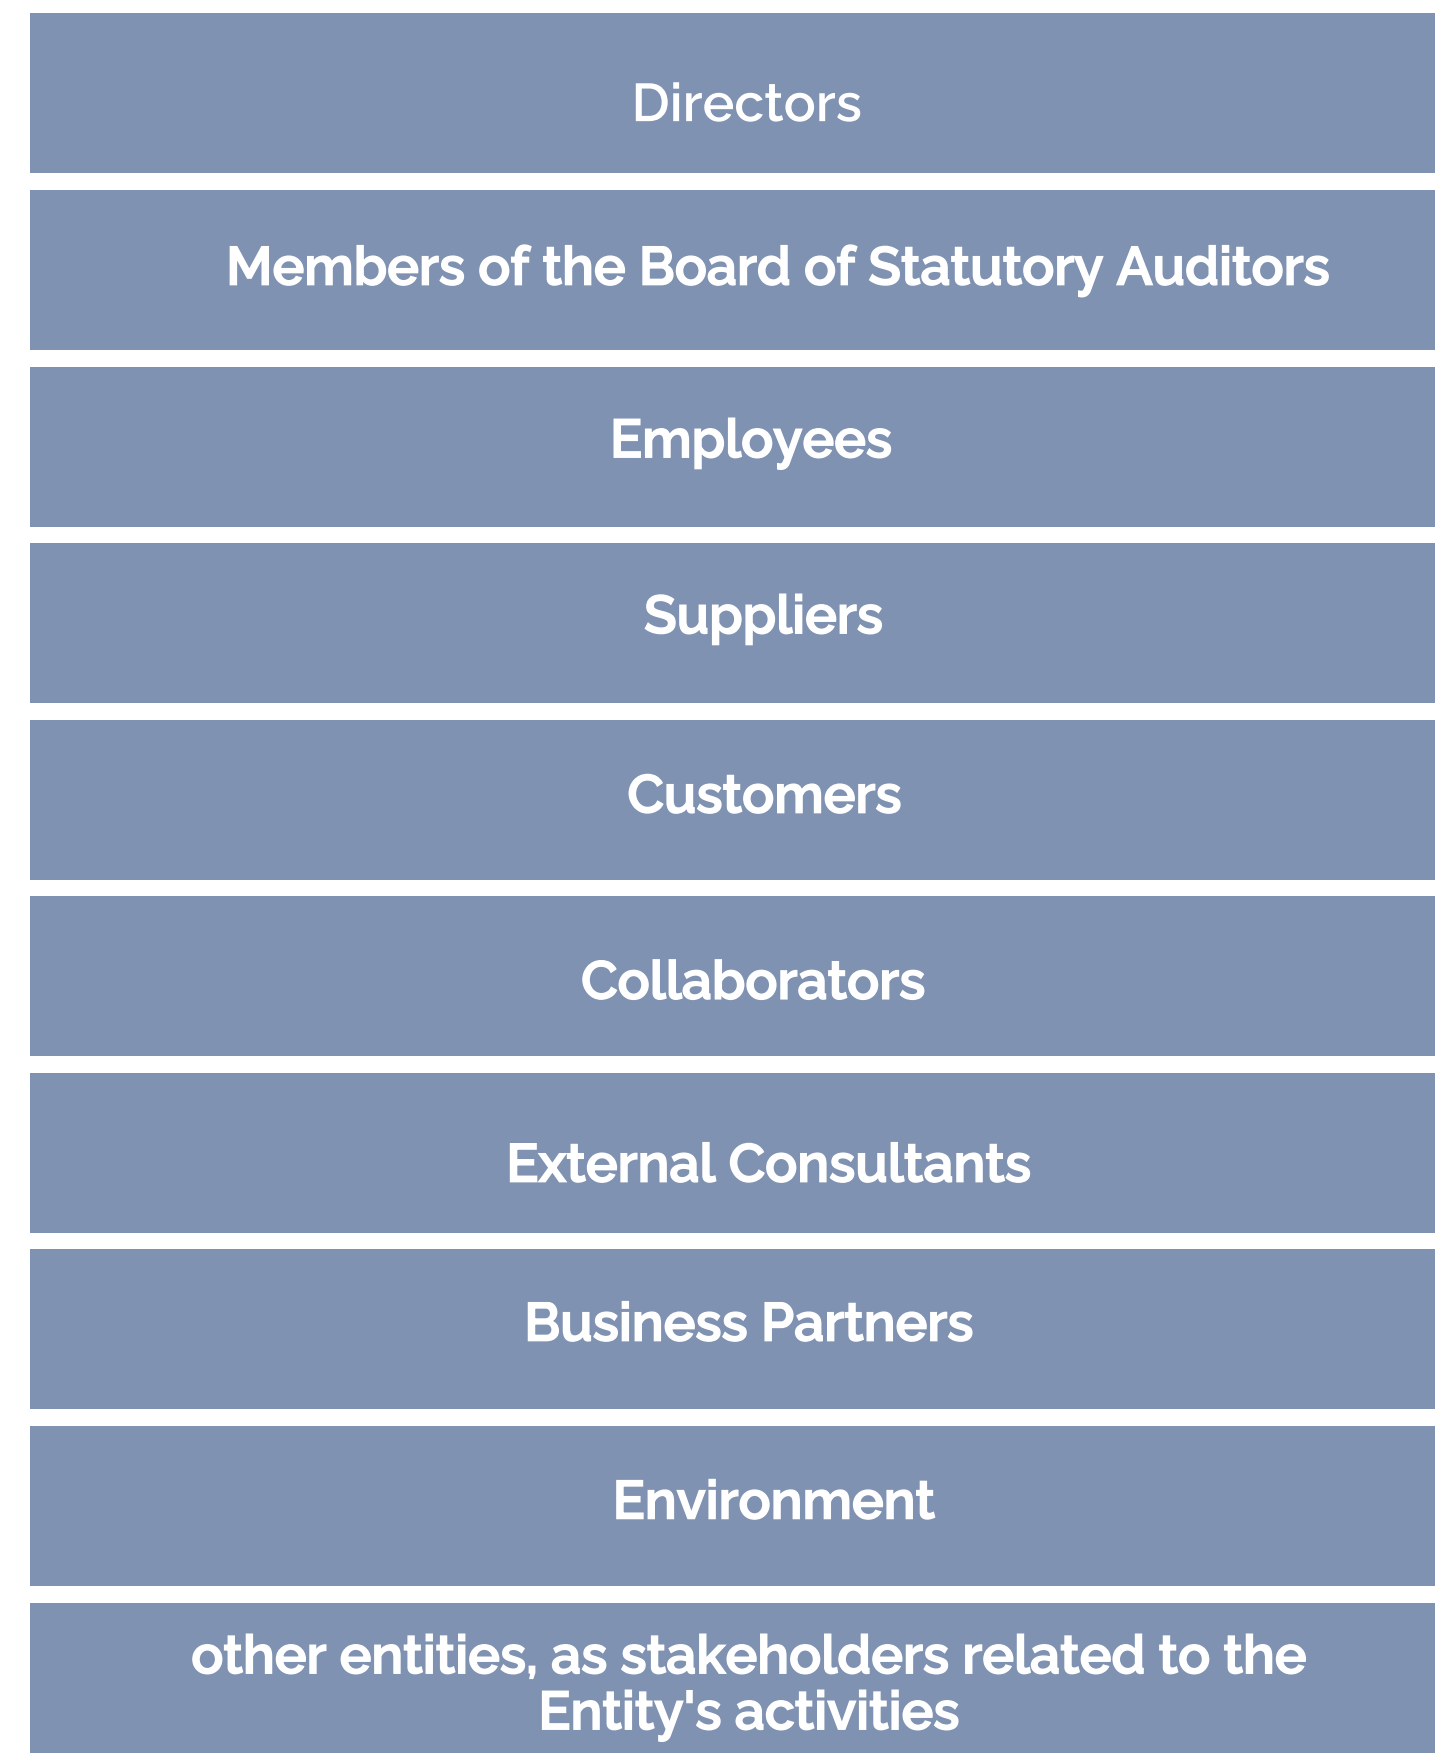 Directors
Members of the Board of Statutory Auditors
Employees
Suppliers
Customers
Collaborators
External Consultants
Business Partners
Environment
other entities, as stakeholders related to the
Entity's activities